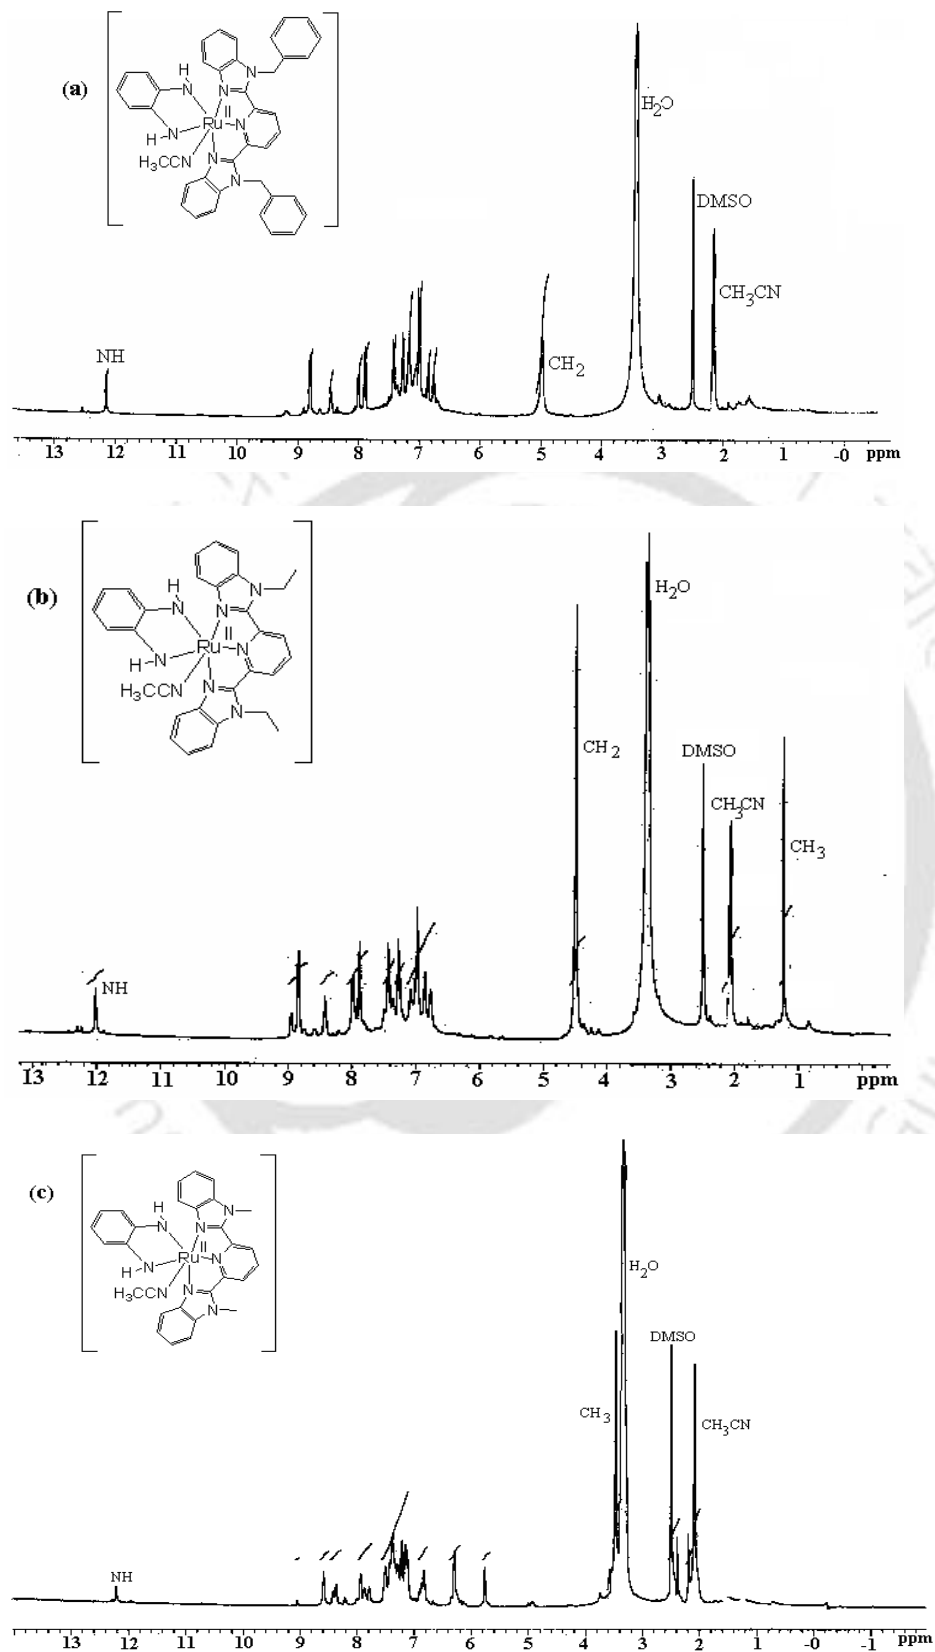 (a)
H
N
N
N
II
Ru
N
H
N
H₃CCN
N
N
NH
CH₂
H₂O
DMSO
CH₃CN
13 12 11 10 9 8 7 6 5 4 3 2 1 -0 ppm
(b)
H
N
N
N
II
Ru
N
H
N
H₃CCN
N
N
NH
CH₂
H₂O
DMSO
CH₃CN
CH₃
13 12 11 10 9 8 7 6 5 4 3 2 1 ppm
(c)
H
N
N
N
II
Ru
N
H
N
H₃CCN
N
N
NH
CH₃
H₂O
DMSO
CH₃CN
13 12 11 10 9 8 7 6 5 4 3 2 1 -0 -1 ppm